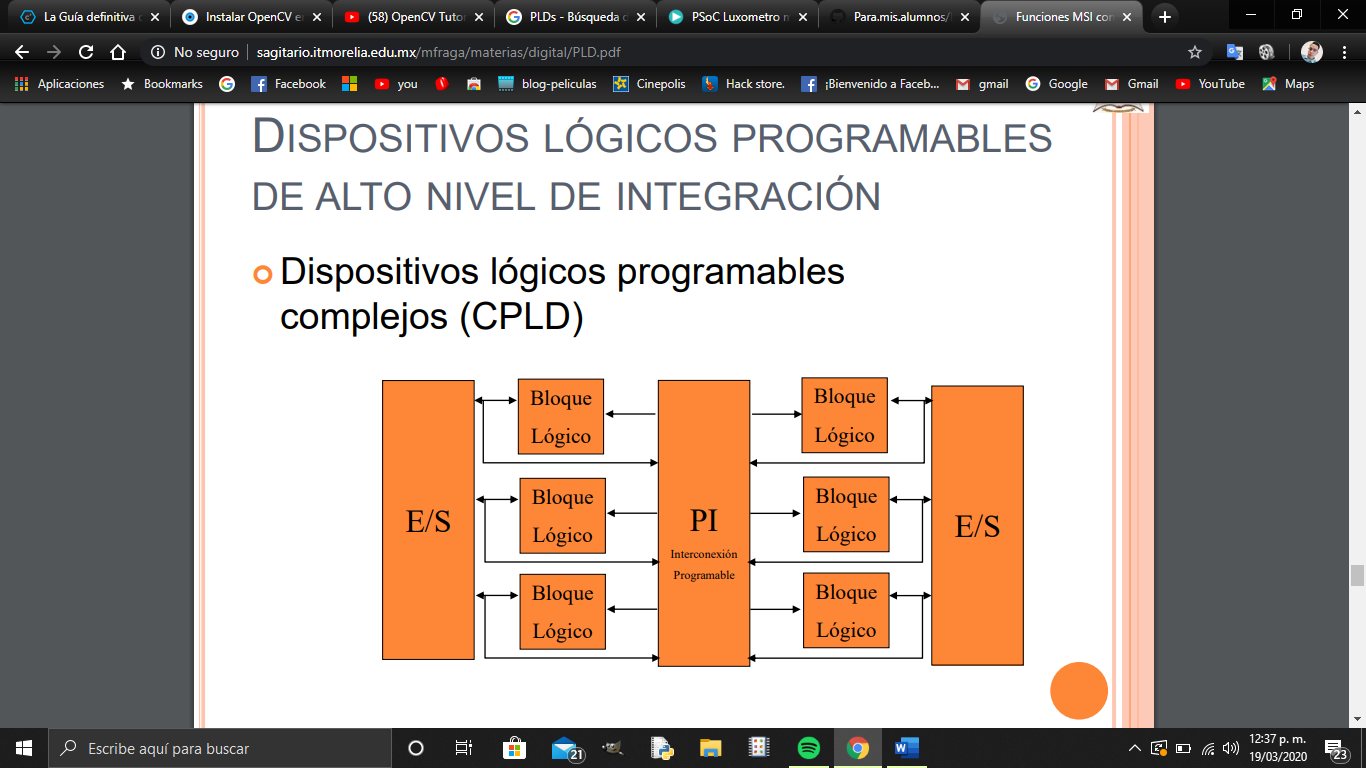 La Guía definitiva
Instalar OpenCV e
(58) OpenCV Tuto
PLDs - Búsqueda
PSoC Luxometro
Para.mis.alumnos/
Funciones MSI con
No seguro | sagitario.itmorelia.edu.mx/mfraga/materias/digital/PLD.pdf
Aplicaciones Bookmarks Facebook you blog-peliculas Cinepolis Hack store. ¡Bienvenido a Faceb... gmail Google Gmail YouTube Maps
DISPOSITIVOS LÓGICOS PROGRAMABLES
DE ALTO NIVEL DE INTEGRACIÓN
Dispositivos lógicos programables
complejos (CPLD)
E/S
Bloque
Lógico
Bloque
Lógico
Bloque
Lógico
PI
Interconexión
Programable
Bloque
Lógico
Bloque
Lógico
Bloque
Lógico
E/S
Escribe aquí para buscar
21
12:37 p. m.
19/03/2020
23